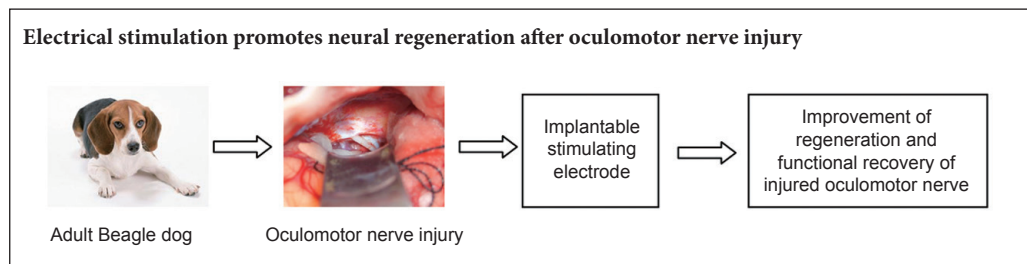 Electrical stimulation promotes neural regeneration after oculomotor nerve injury
Adult Beagle dog
Oculomotor nerve injury
Implantable
stimulating
electrode
Improvement of
regeneration and
functional recovery of
injured oculomotor nerve